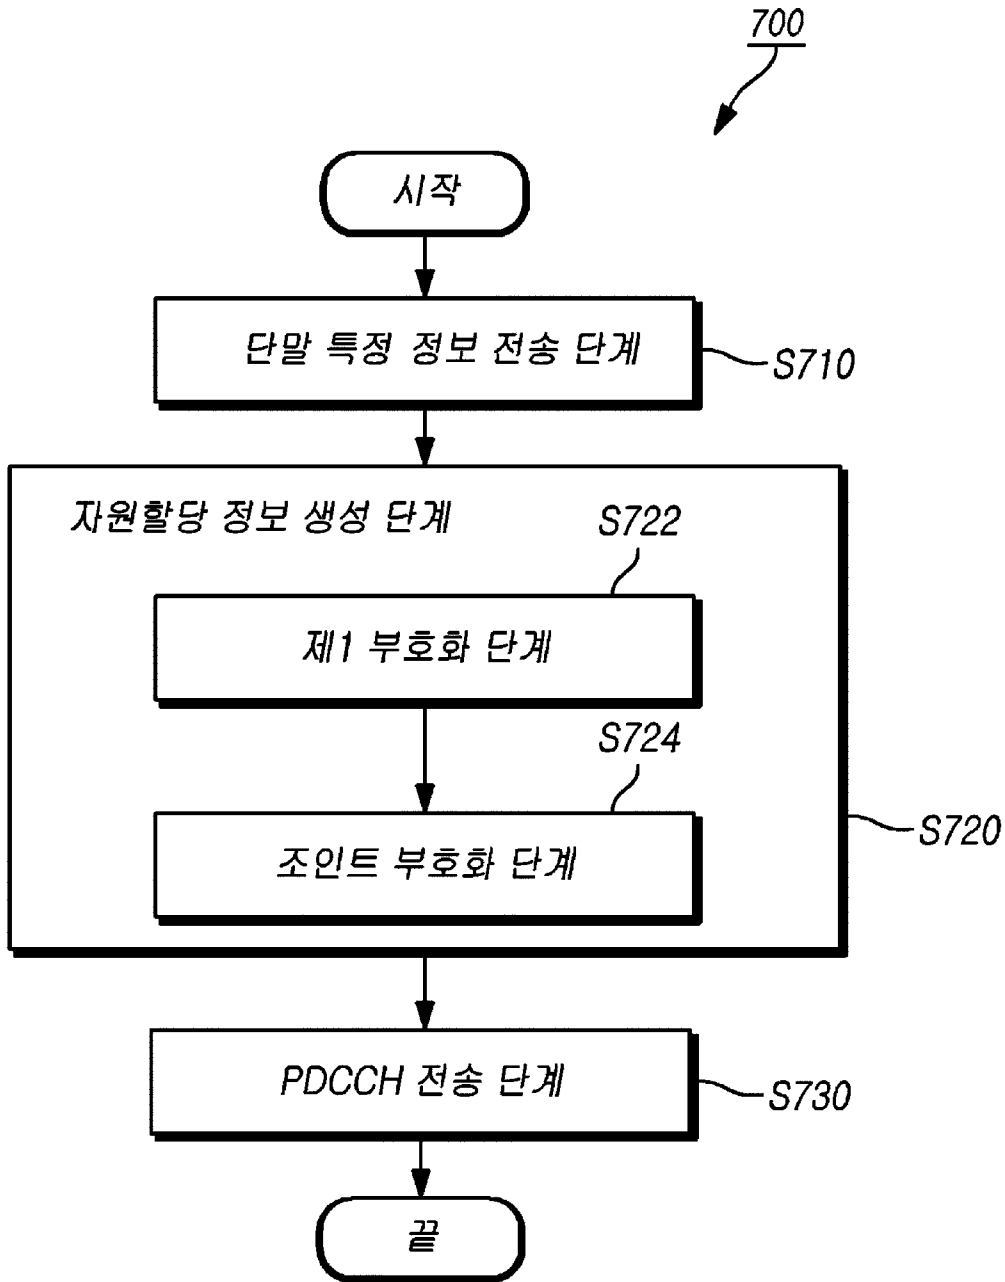 700
시작
단말 특정 정보 전송 단계
S710
자원할당 정보 생성 단계
S722
제1 부호화 단계
S724
조인트 부호화 단계
S720
PDCCH 전송 단계
S730
끝